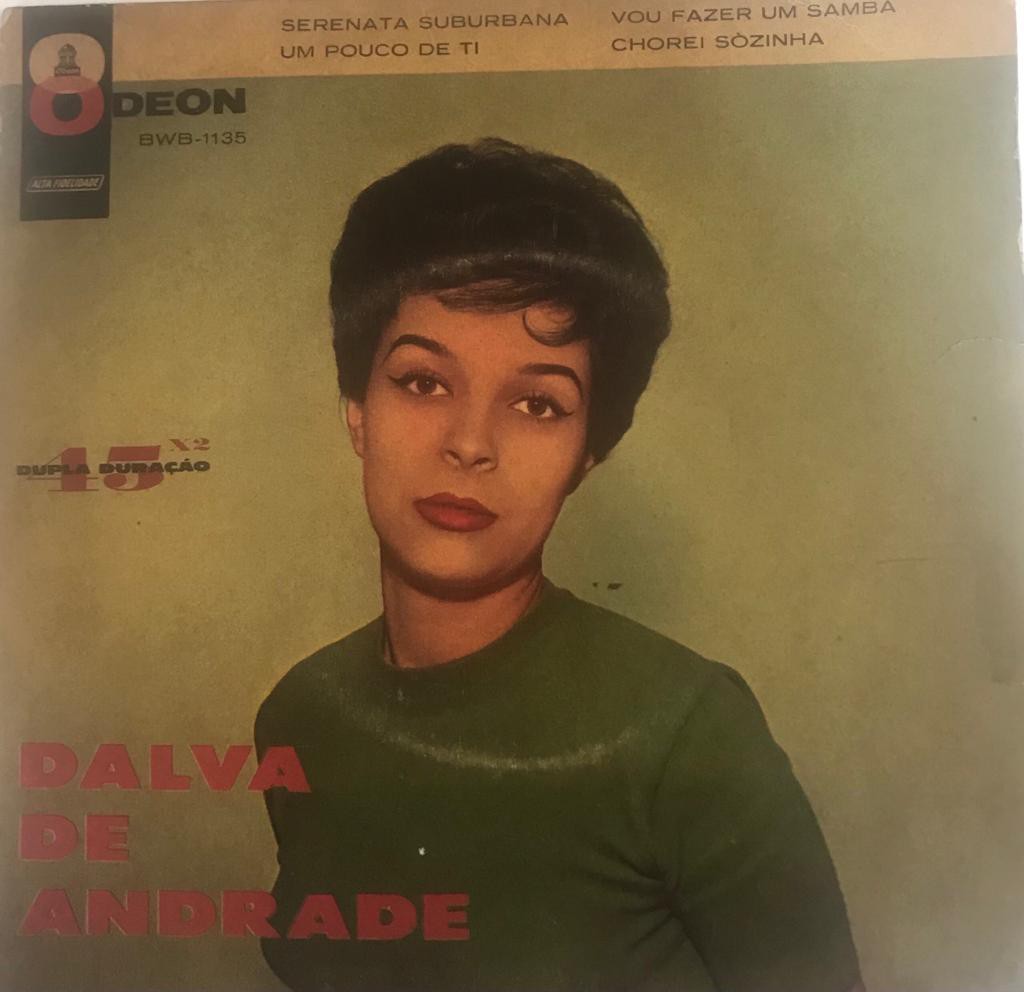 SERENATA SUBURBANA
UM POUCO DE TI
VOU FAZER UM SAMBA
CHOREI SÒZINHA
ODEON
BWB-1135
ALTA FIDELIDADE
45 X2
DUPLA DURAÇÃO
DALVA
DE
ANDRADE